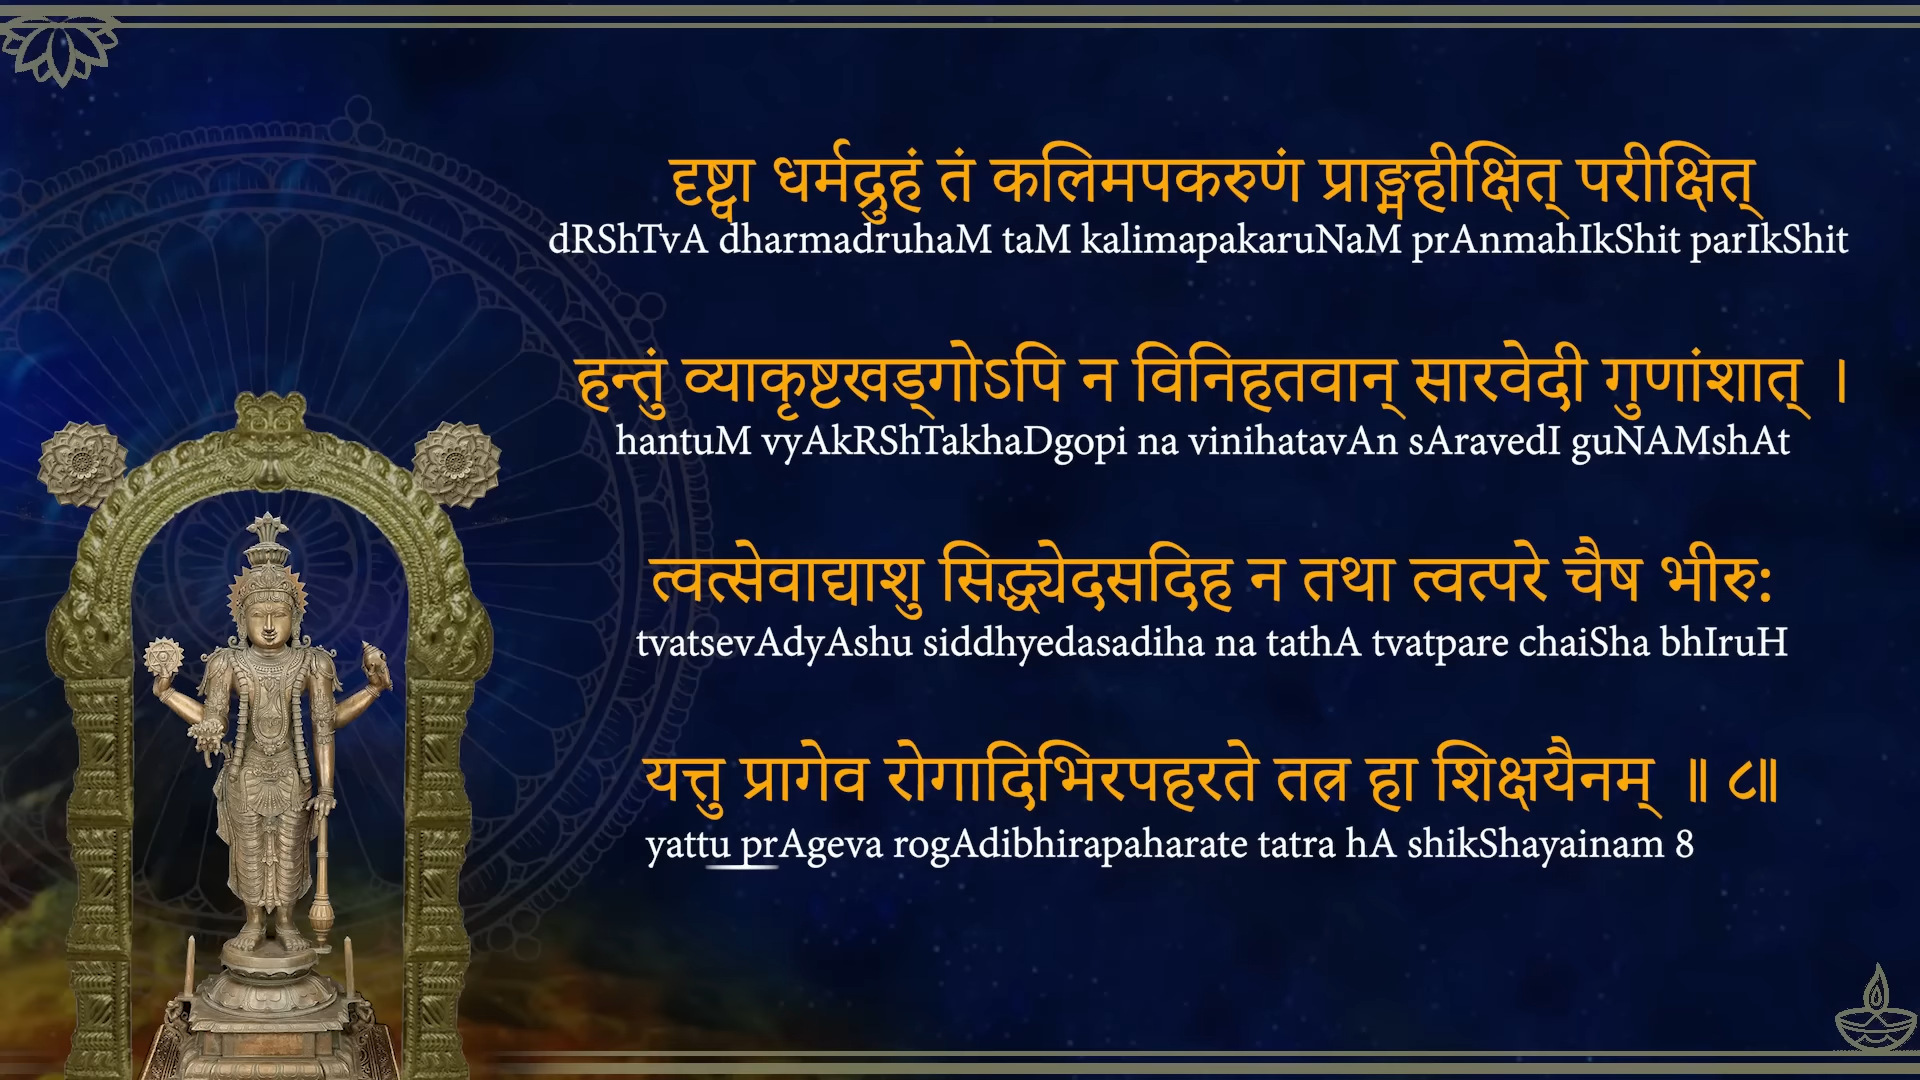 दृष्ट्वा धर्मद्रुहं तं कलिमपकरुणं प्राङ्महीक्षित् परीक्षित्
dRShTvA dharmadruhaM taM kalimapakaruNaM prAnmahIkShit parIkShit
हन्तुं व्याकृष्टखड्गोऽपि न विनिहतवान् सारवेदी गुणांशात् ।
hantuM vyAkRShTakhaDgopi na vinihatavAn sAravedI guNAMshAt
त्वत्सेवाद्याशु सिद्ध्येदसदिह न तथा त्वत्परे चैष भीरुः
tvatsevAdyAshu siddhyedasadiha na tathA tvatpare chaiSha bhIruH
यत्तु प्रागेव रोगादिभिरपहरते तत्र हा शिक्षयैनम् ॥ ८॥
yattu prAgeva rogAdibhirapaharate tatra hA shikShayainam 8